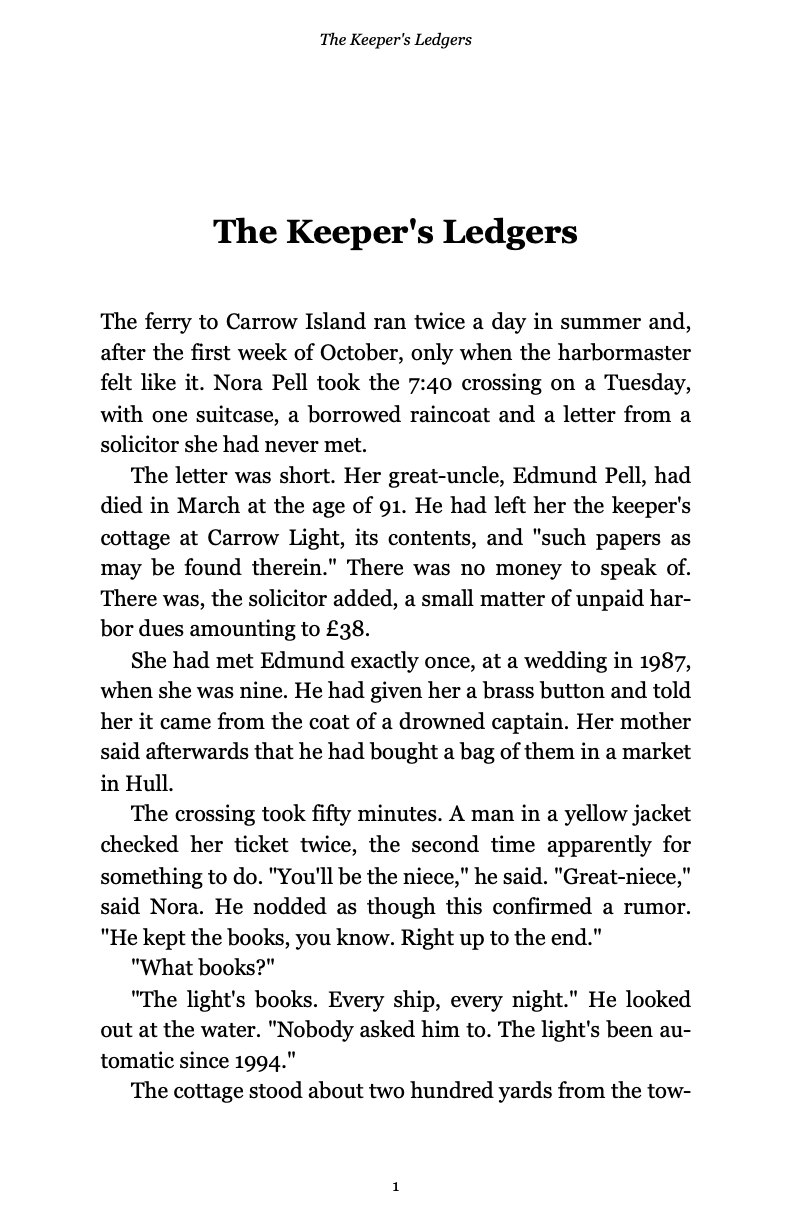 The Keeper's Ledgers
The Keeper's Ledgers
The ferry to Carrow Island ran twice a day in summer and,
after the first week of October, only when the harbormaster
felt like it. Nora Pell took the 7:40 crossing on a Tuesday,
with one suitcase, a borrowed raincoat and a letter from a
solicitor she had never met.
The letter was short. Her great-uncle, Edmund Pell, had
died in March at the age of 91. He had left her the keeper's
cottage at Carrow Light, its contents, and "such papers as
may be found therein." There was no money to speak of.
There was, the solicitor added, a small matter of unpaid har-
bor dues amounting to £38.
She had met Edmund exactly once, at a wedding in 1987,
when she was nine. He had given her a brass button and told
her it came from the coat of a drowned captain. Her mother
said afterwards that he had bought a bag of them in a market
in Hull.
The crossing took fifty minutes. A man in a yellow jacket
checked her ticket twice, the second time apparently for
something to do. "You'll be the niece," he said. "Great-niece,"
said Nora. He nodded as though this confirmed a rumor.
"He kept the books, you know. Right up to the end."
"What books?"
"The light's books. Every ship, every night." He looked
out at the water. "Nobody asked him to. The light's been au-
tomatic since 1994."
The cottage stood about two hundred yards from the tow-
1